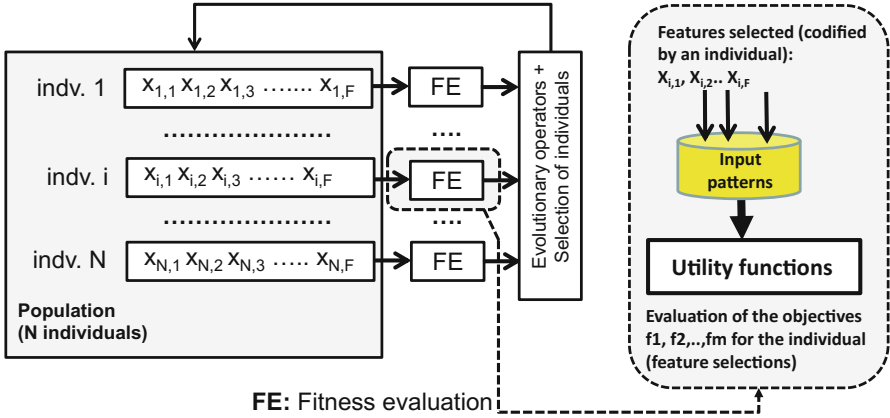 indv. 1
x1,1 x1,2 x1,3 ....... x1,F
FE
.......................
....
indv. i
xi,1 xi,2 xi,3 ...... xi,F
FE
.......................
....
indv. N
xN,1 xN,2 xN,3 ..... xN,F
FE
Population
(N individuals)
Evolutionary operators +
Selection of individuals
FE: Fitness evaluation
Features selected (codified
by an individual):
Xi,1, Xi,2.. Xi,F
Input
patterns
Utility functions
Evaluation of the objectives
f1, f2,..,fm for the individual
(feature selections)